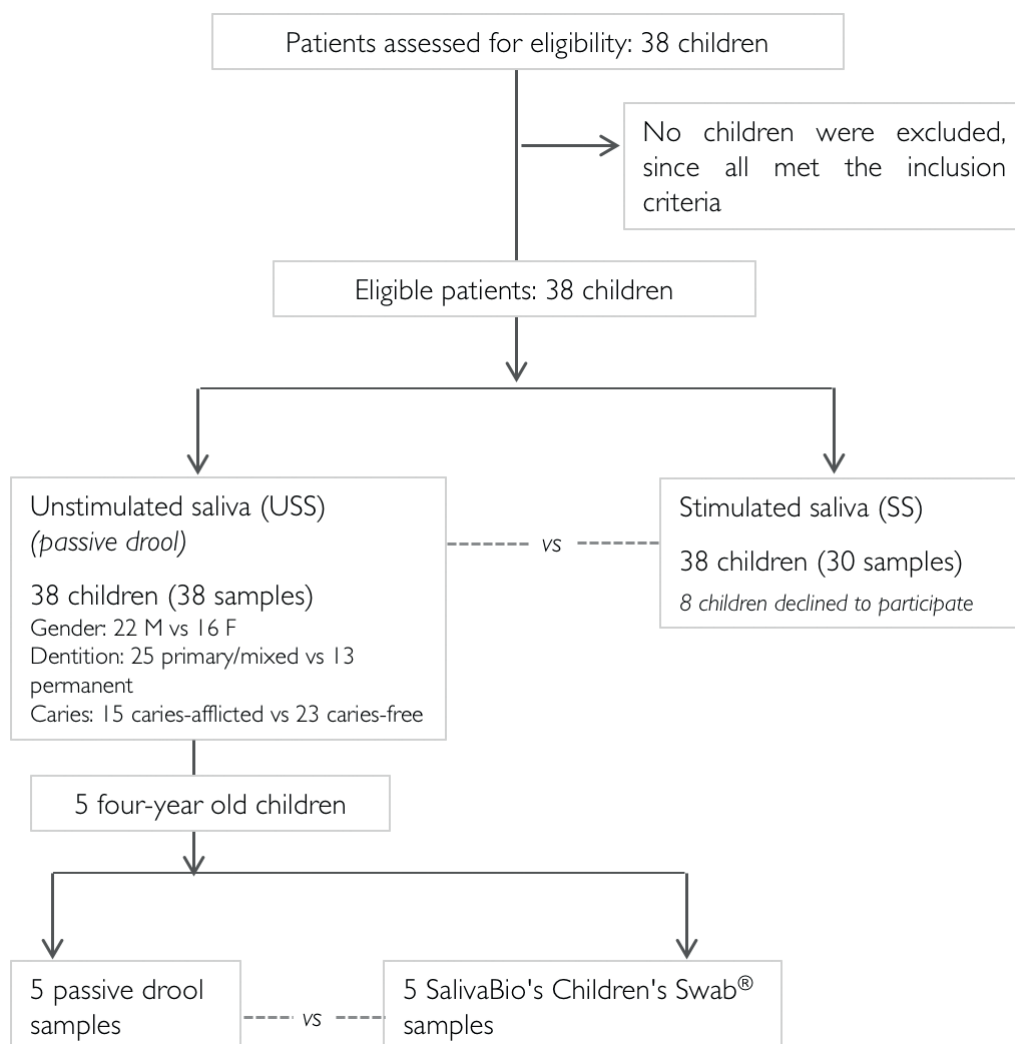 Patients assessed for eligibility: 38 children
No children were excluded,
since all met the inclusion
criteria
Eligible patients: 38 children
Unstimulated saliva (USS)
(passive drool)
38 children (38 samples)
Gender: 22 M vs 16 F
Dentition: 25 primary/mixed vs 13
permanent
Caries: 15 caries-afflicted vs 23 caries-free
vs
Stimulated saliva (SS)
38 children (30 samples)
8 children declined to participate
5 four-year old children
5 passive drool
samples
vs
5 SalivaBio's Children's Swab®
samples